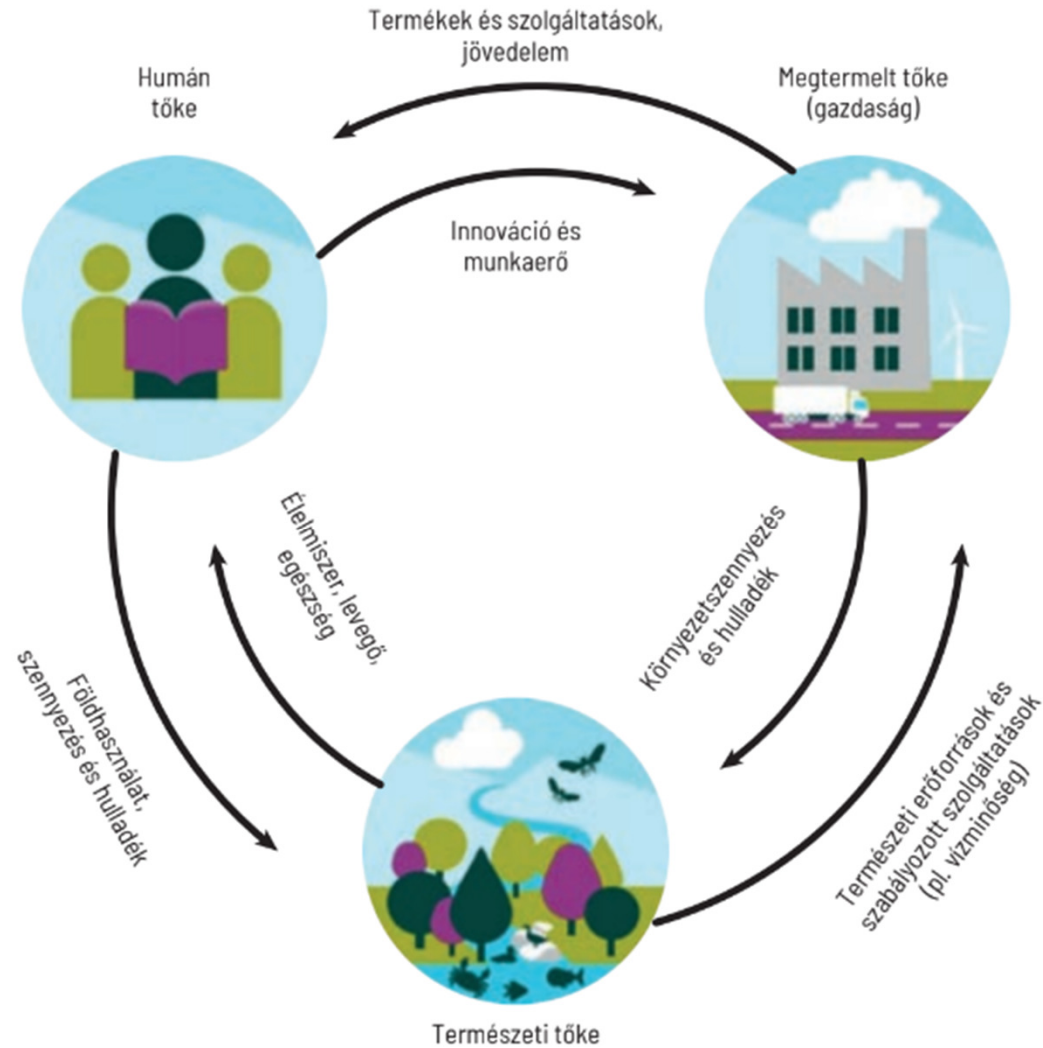 Termékek és szolgáltatások,
jövedelem
Humán
tőke
Megtermelt tőke
(gazdaság)
Innováció és
munkaerő
Élelmiszer, levegő,
egészség
Környezetszennyezés
és hulladék
Földhasználat,
szennyezés és hulladék
Természeti erőforrások és
szabályozott szolgáltatások
(pl. vízminőség)
Természeti tőke